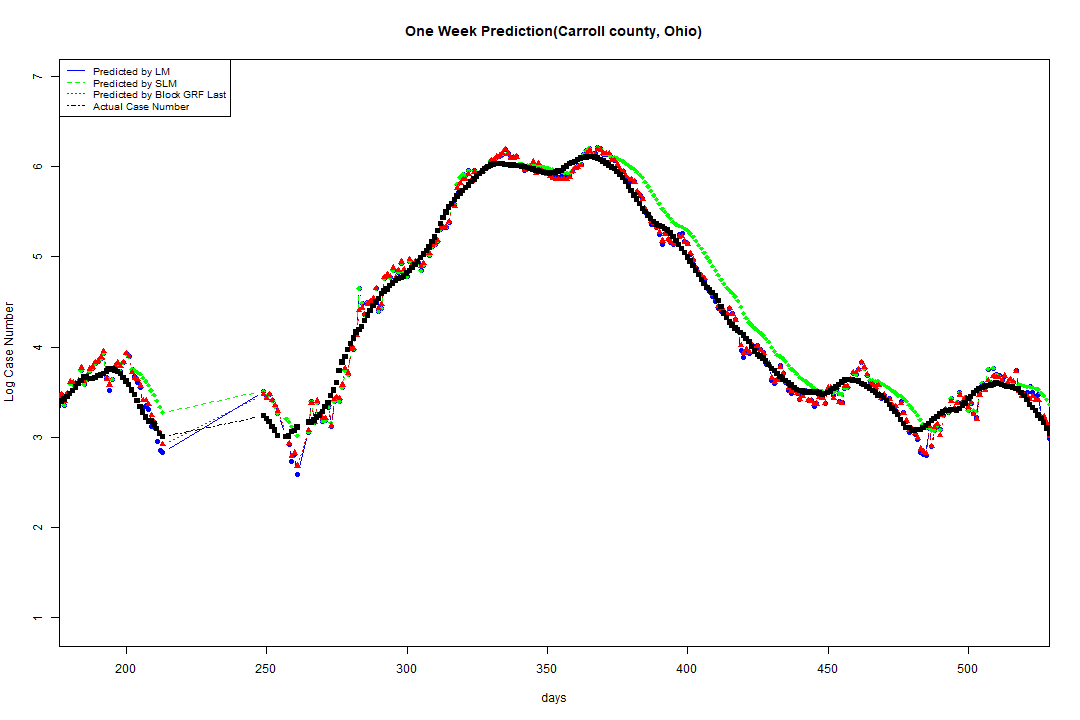 One Week Prediction(Carroll county, Ohio)
Predicted by LM
Predicted by SLM
Predicted by Block GRF Last
Actual Case Number
7
6
5
4
3
2
1
Log Case Number
200 250 300 350 400 450 500
days